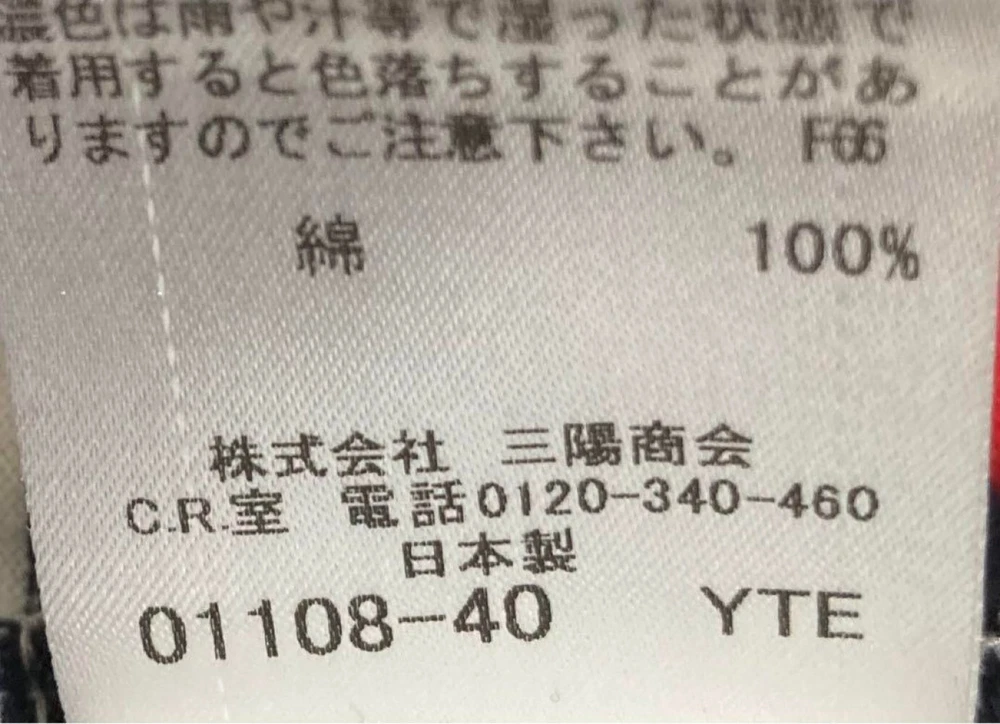 濃色は雨や汁等で湿った状態で
着用すると色落ちすることがあ
りますのでご注意下さい。 F66
綿 100%
株式会社 三陽商会
C.R.室 電話0120-340-460
日本製
01108-40 YTE